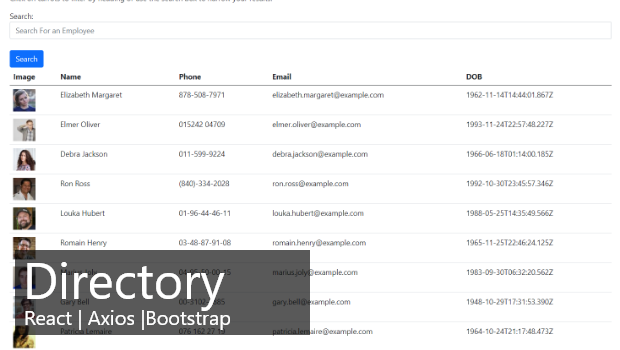 Search:
Search For an Employee
Search
Image Name Phone Email DOB
Elizabeth Margaret 878-508-7971 elizabeth.margaret@example.com 1962-11-14T14:44:01.867Z
Elmer Oliver 015242 04709 elmer.oliver@example.com 1993-11-24T22:57:48.227Z
Debra Jackson 011-599-9224 debra.jackson@example.com 1966-06-18T01:14:00.185Z
Ron Ross (840)-334-2028 ron.ross@example.com 1992-10-30T23:45:57.346Z
Louka Hubert 01-96-44-46-11 louka.hubert@example.com 1988-05-25T14:35:49.566Z
Romain Henry 03-48-87-91-08 romain.henry@example.com 1965-11-25T22:46:24.125Z
marius.joly@example.com 1983-09-30T06:32:20.562Z
Directory
Gary Bell gary.bell@example.com 1948-10-29T17:31:53.390Z
React | Axios |Bootstrap
Patricia Lemaire patricia.lemaire@example.com 1964-10-24T21:17:48.473Z